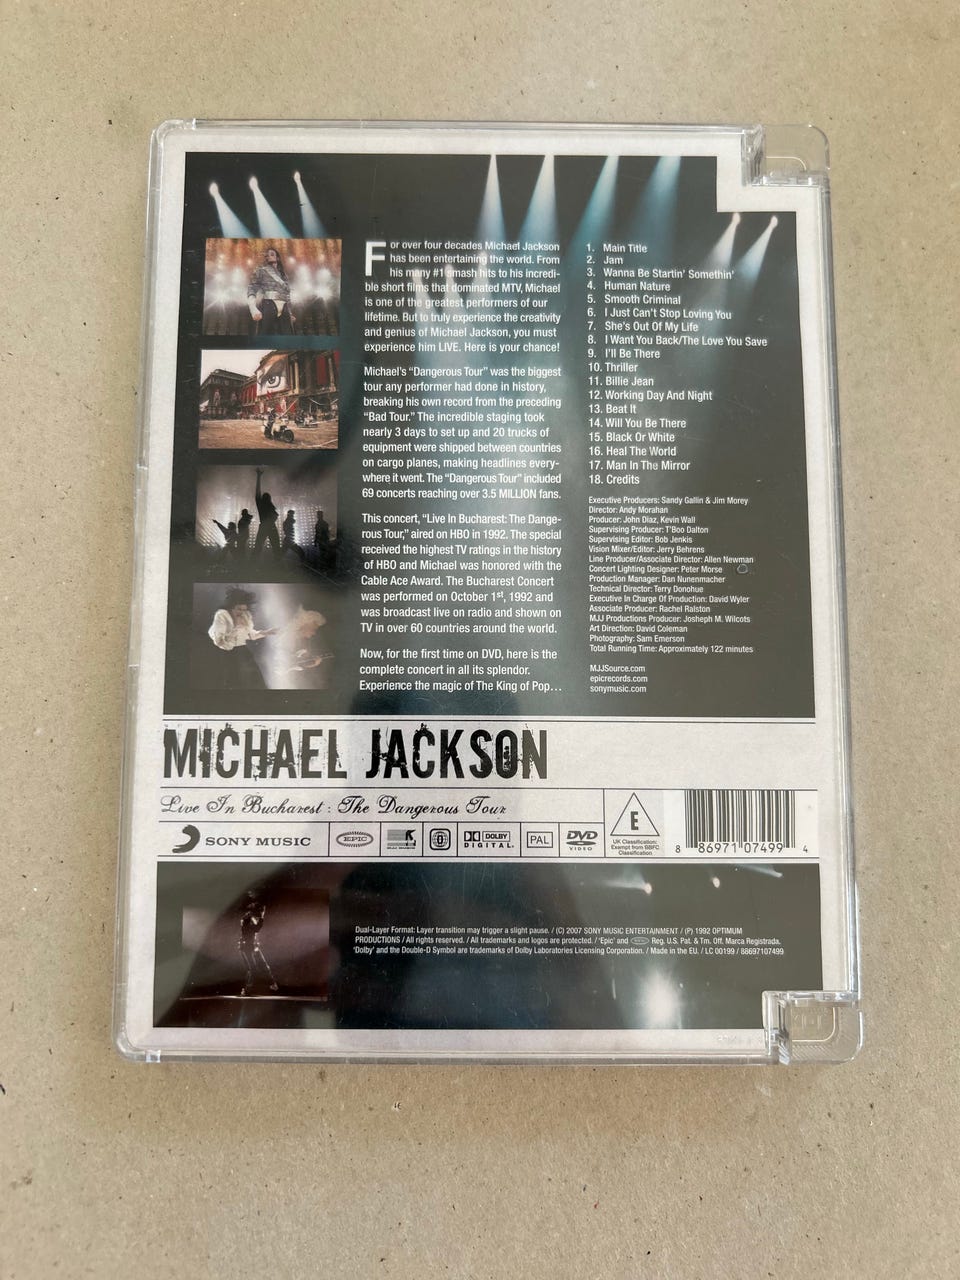 For over four decades Michael Jackson
has been entertaining the world. From
his many #1 smash hits to his incredi-
ble short films that dominated MTV, Michael
is one of the greatest performers of our
lifetime. But to truly experience the creativity
and genius of Michael Jackson, you must
experience him LIVE. Here is your chance!
Michael's “Dangerous Tour” was the biggest
tour any performer had done in history,
breaking his own record from the preceding
“Bad Tour.” The incredible staging took
nearly 3 days to set up and 20 trucks of
equipment were shipped between countries
on cargo planes, making headlines every-
where it went. The “Dangerous Tour” included
69 concerts reaching over 3.5 MILLION fans.
This concert, “Live In Bucharest: The Dange-
rous Tour,” aired on HBO in 1992. The special
received the highest TV ratings in the history
of HBO and Michael was honored with the
Cable Ace Award. The Bucharest Concert
was performed on October 1st, 1992 and
was broadcast live on radio and shown on
TV in over 60 countries around the world.
Now, for the first time on DVD, here is the
complete concert in all its splendor.
Experience the magic of The King of Pop…
1. Main Title
2. Jam
3. Wanna Be Startin' Somethin'
4. Human Nature
5. Smooth Criminal
6. I Just Can't Stop Loving You
7. She's Out Of My Life
8. I Want You Back/The Love You Save
9. I'll Be There
10. Thriller
11. Billie Jean
12. Working Day And Night
13. Beat It
14. Will You Be There
15. Black Or White
16. Heal The World
17. Man In The Mirror
18. Credits
Executive Producers: Sandy Gallin & Jim Morey
Director: Andy Morahan
Producer: John Diaz, Kevin Wall
Supervising Producer: T'Boo Dalton
Supervising Editor: Bob Jenkis
Vision Mixer/Editor: Jerry Behrens
Line Producer/Associate Director: Allen Newman
Concert Lighting Designer: Peter Morse
Production Manager: Dan Nunenmacher
Technical Director: Terry Donohue
Executive In Charge Of Production: David Wyler
Associate Producer: Rachel Ralston
MJJ Productions Producer: Josheph M. Wilcots
Art Direction: David Coleman
Photography: Sam Emerson
Total Running Time: Approximately 122 minutes
MJJSource.com
epicrecords.com
sonymusic.com
MICHAEL JACKSON
Live In Bucharest : The Dangerous Tour
SONY MUSIC
EPIC
0
DOLBY
DIGITAL
PAL
DVD
VIDEO
E
UK Classification:
Exempt from BBFC
Classification.
8 86971 07499 4
Dual-Layer Format: Layer transition may trigger a slight pause. / (C) 2007 SONY MUSIC ENTERTAINMENT / (P) 1992 OPTIMUM
PRODUCTIONS / All rights reserved. / All trademarks and logos are protected. / 'Epic' and Reg. U.S. Pat. & Tm. Off. Marca Registrada.
'Dolby' and the Double-D Symbol are trademarks of Dolby Laboratories Licensing Corporation. / Made in the EU. / LC 00199 / 88697107499